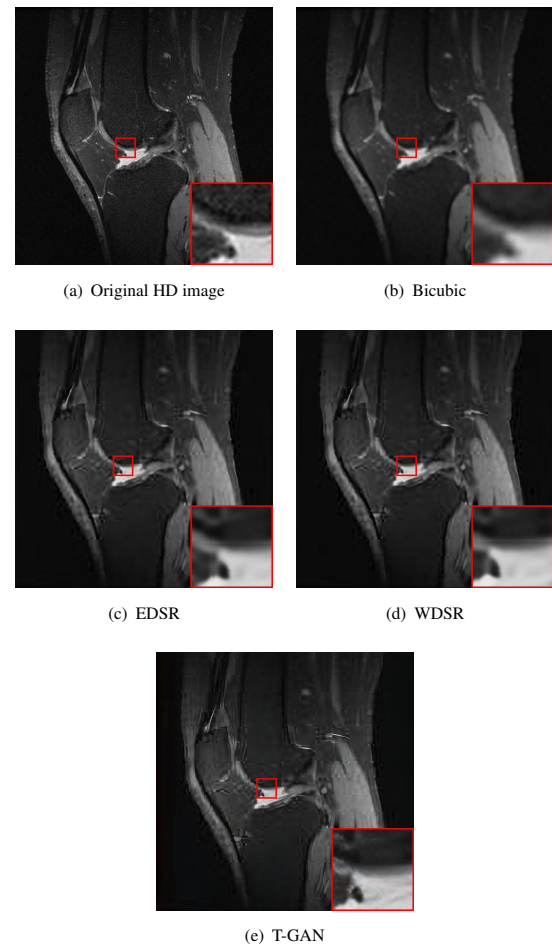 (a) Original HD image
(b) Bicubic
(c) EDSR
(d) WDSR
(e) T-GAN